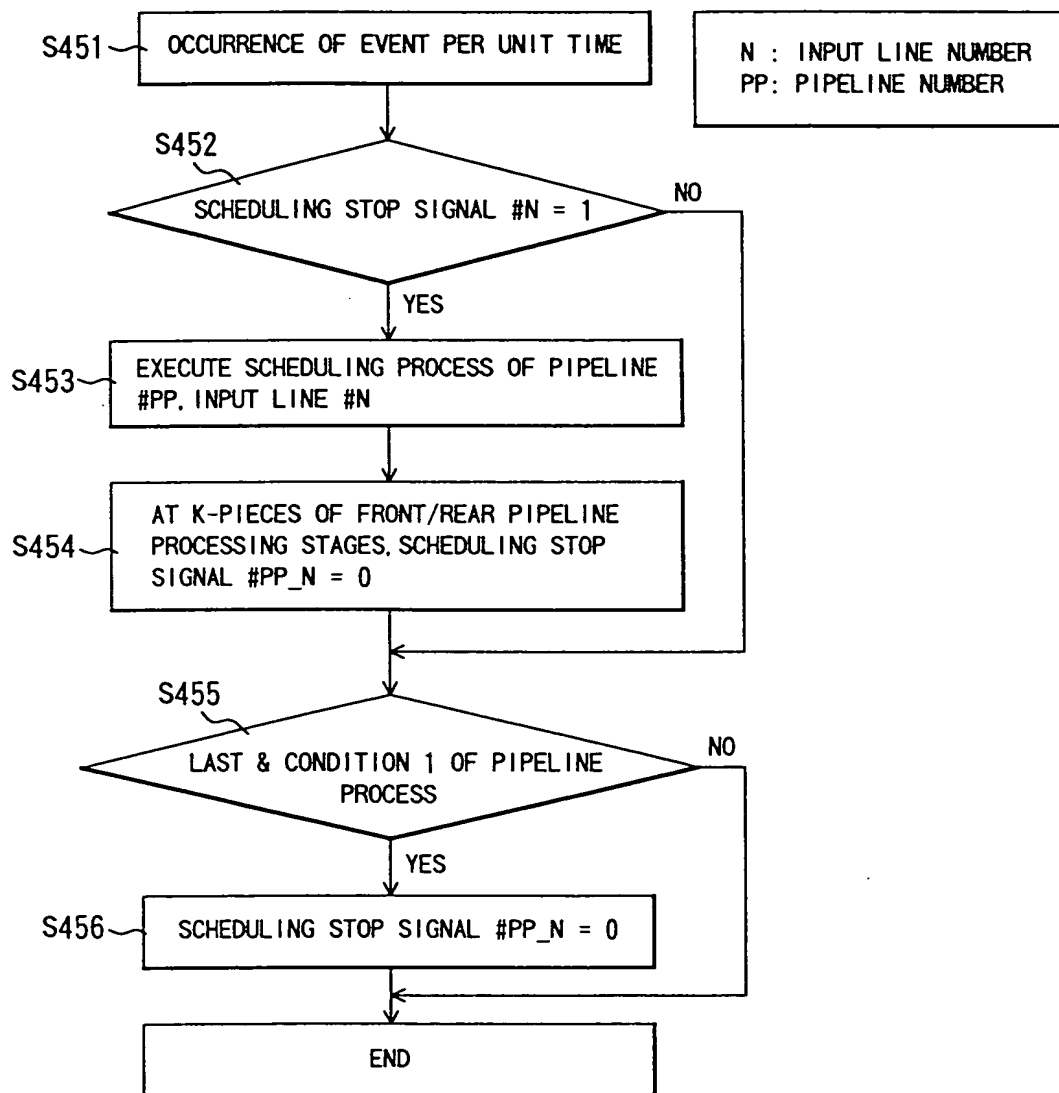 S451
OCCURRENCE OF EVENT PER UNIT TIME
N : INPUT LINE NUMBER
PP: PIPELINE NUMBER
S452
SCHEDULING STOP SIGNAL #N = 1
NO
YES
S453
EXECUTE SCHEDULING PROCESS OF PIPELINE
#PP, INPUT LINE #N
S454
AT K-PIECES OF FRONT/REAR PIPELINE
PROCESSING STAGES, SCHEDULING STOP
SIGNAL #PP_N = 0
S455
LAST & CONDITION 1 OF PIPELINE
PROCESS
NO
YES
S456
SCHEDULING STOP SIGNAL #PP_N = 0
END